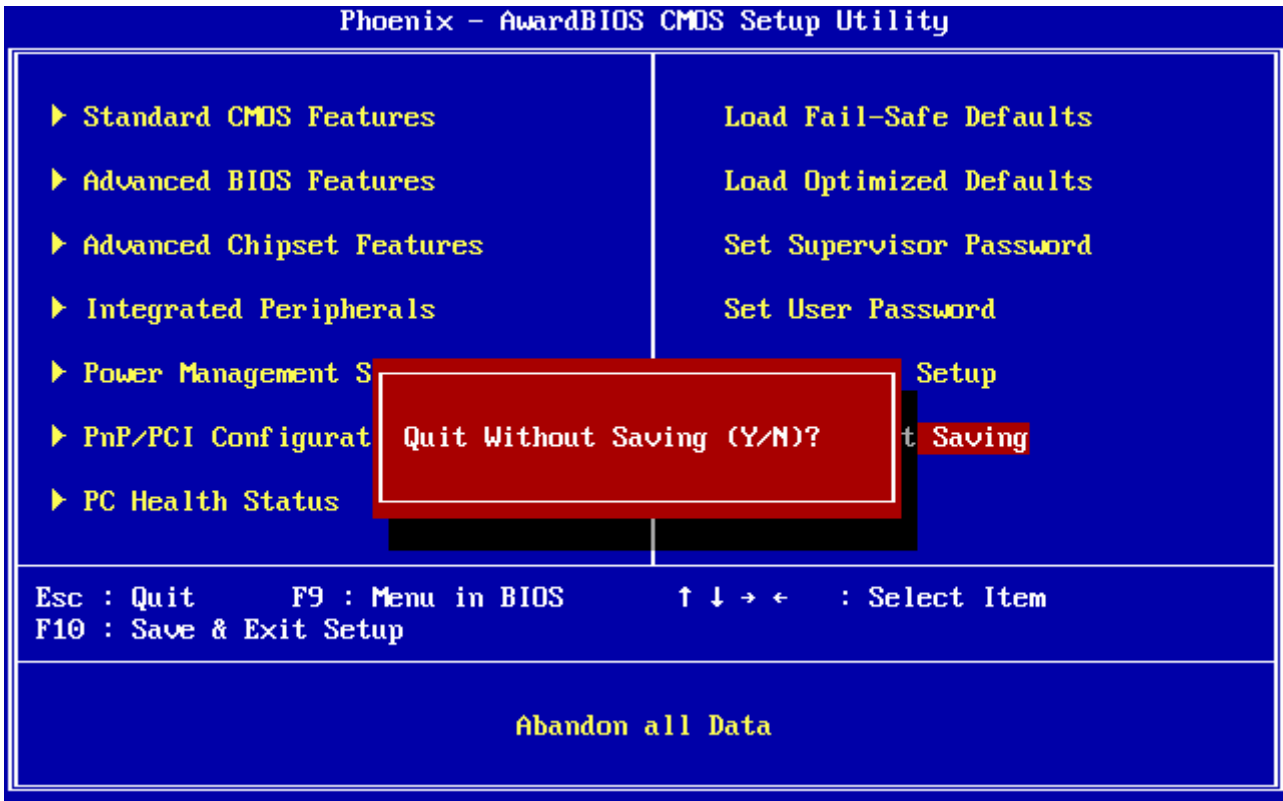 Phoenix - AwardBIOS CMOS Setup Utility
Standard CMOS Features
Advanced BIOS Features
Advanced Chipset Features
Integrated Peripherals
Power Management S
PnP/PCI Configurat
PC Health Status
Load Fail-Safe Defaults
Load Optimized Defaults
Set Supervisor Password
Set User Password
Setup
t Saving
Quit Without Saving (Y/N)?
Esc : Quit F9 : Menu in BIOS ↑ ↓ → ← : Select Item
F10 : Save & Exit Setup
Abandon all Data